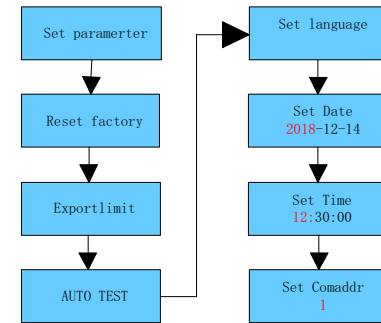 Set paramerter
Reset factory
Exportlimit
AUTO TEST
Set language
Set Date
2018-12-14
Set Time
12:30:00
Set Comaddr
1